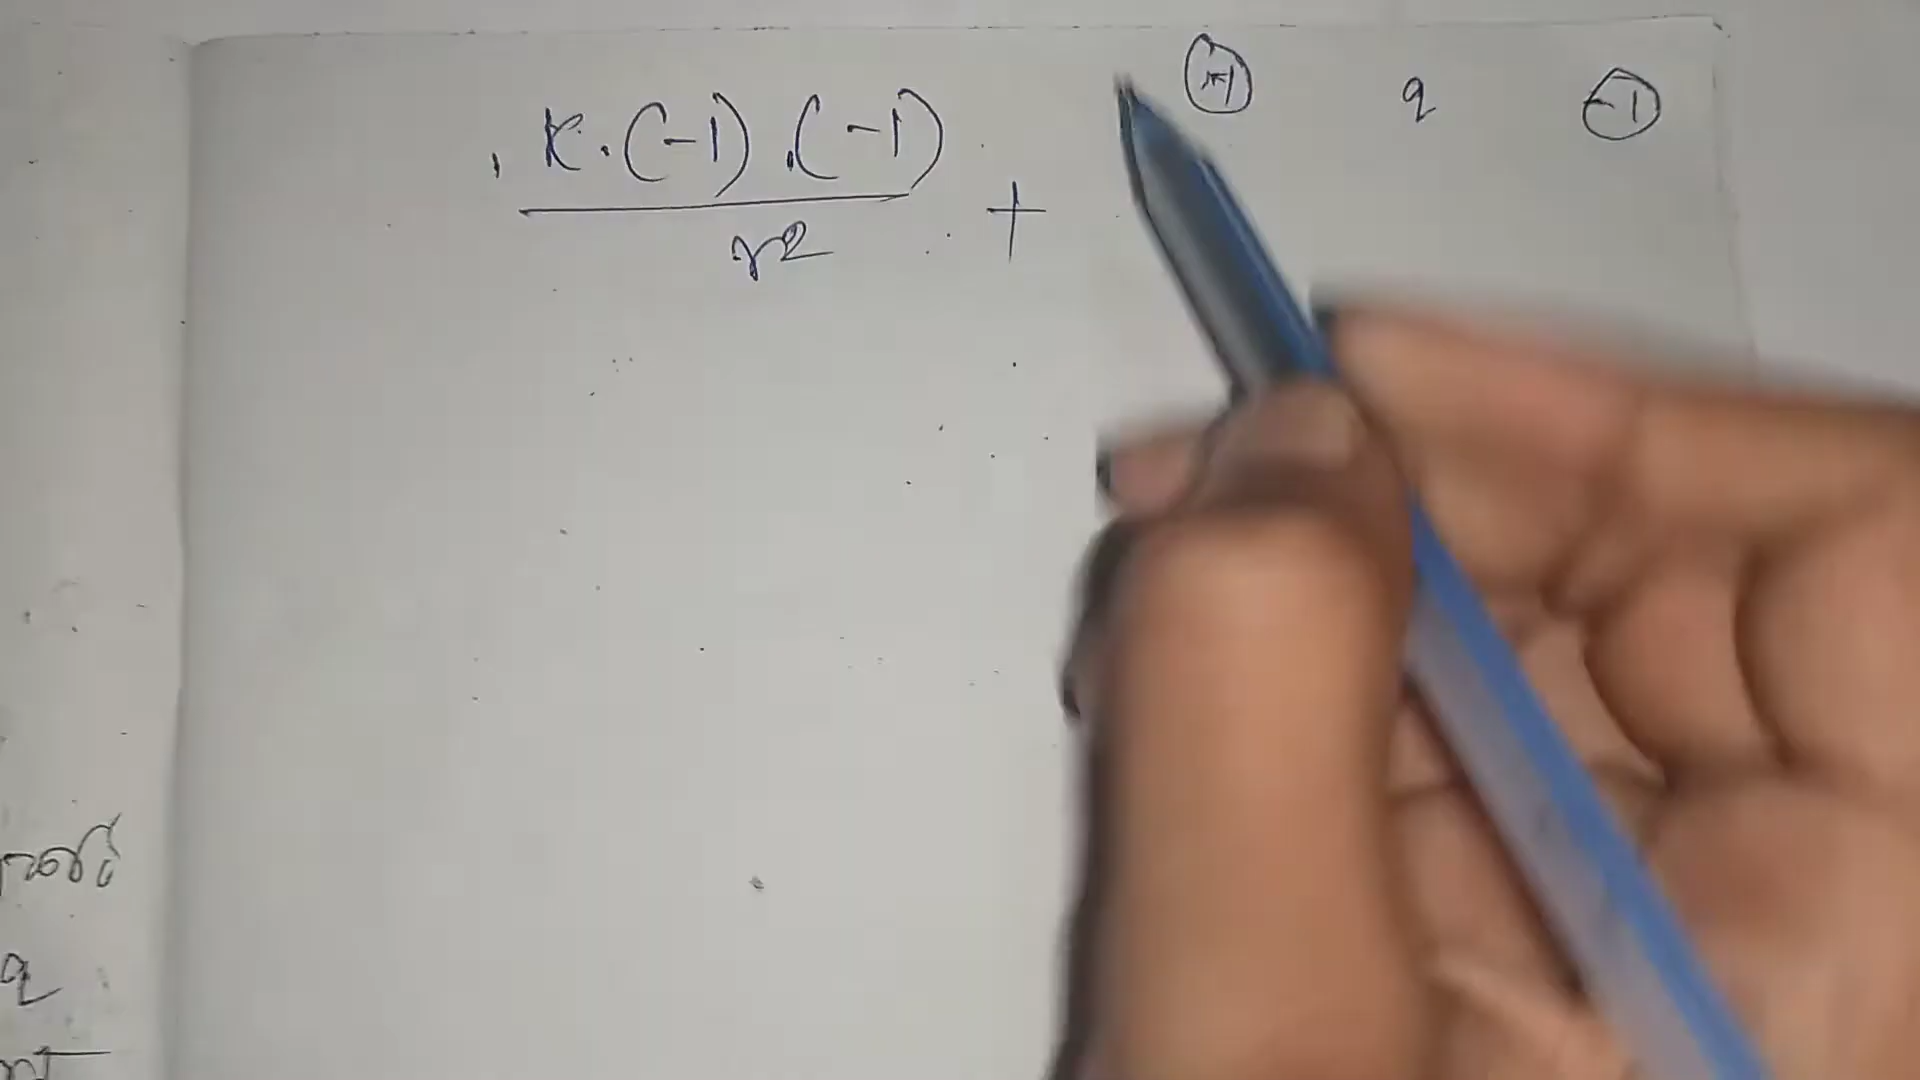 K·(-1).(-1) +
r2
q -1
q